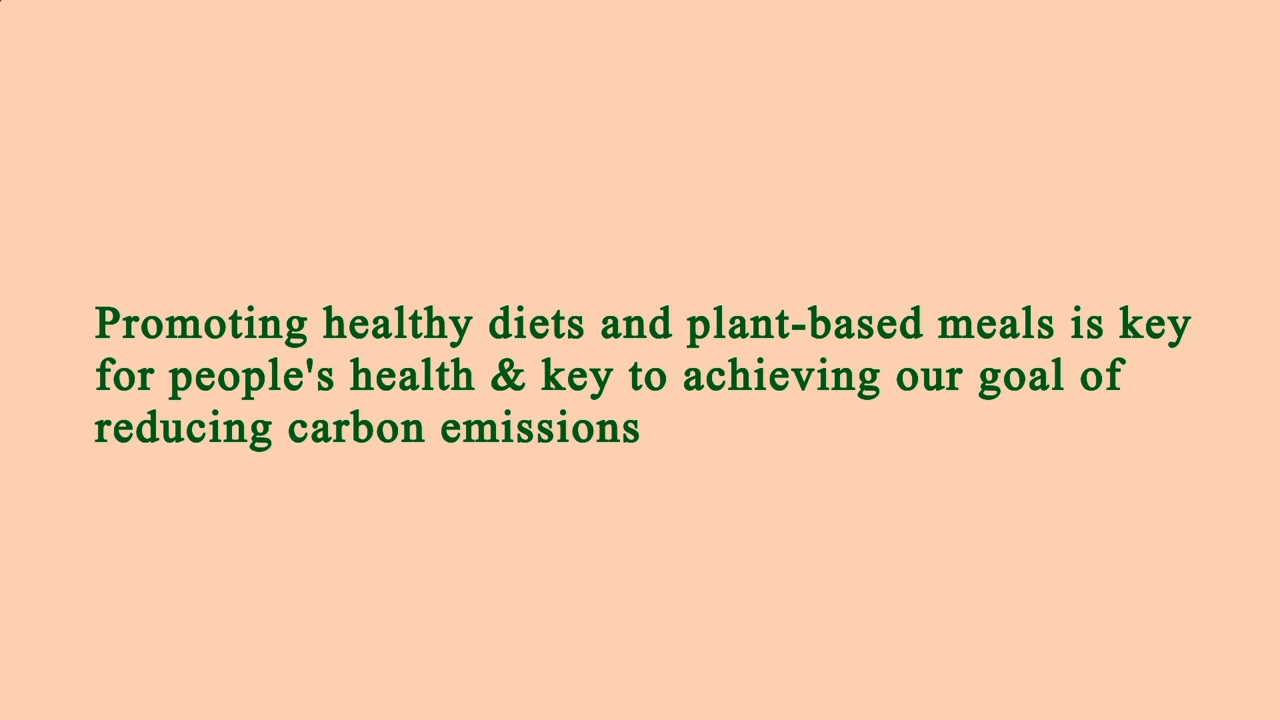 Promoting healthy diets and plant-based meals is key
for people's health & key to achieving our goal of
reducing carbon emissions